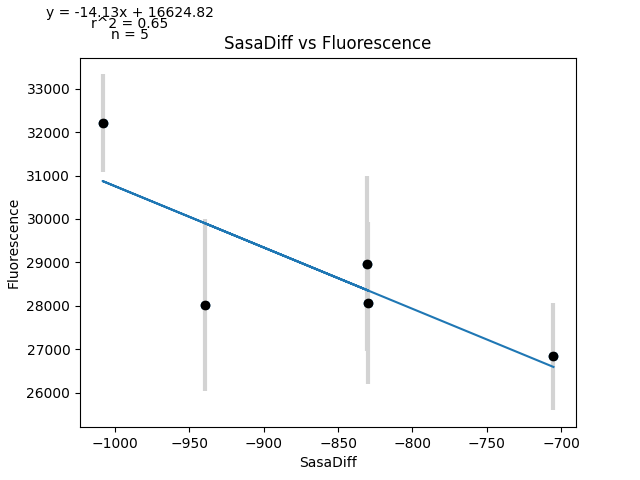 y = -14.13x + 16624.82
r^2 = 0.65
n = 5
SasaDiff vs Fluorescence
33000
32000
31000
30000
29000
28000
27000
26000
Fluorescence
−1000 −950 −900 −850 −800 −750 −700
SasaDiff